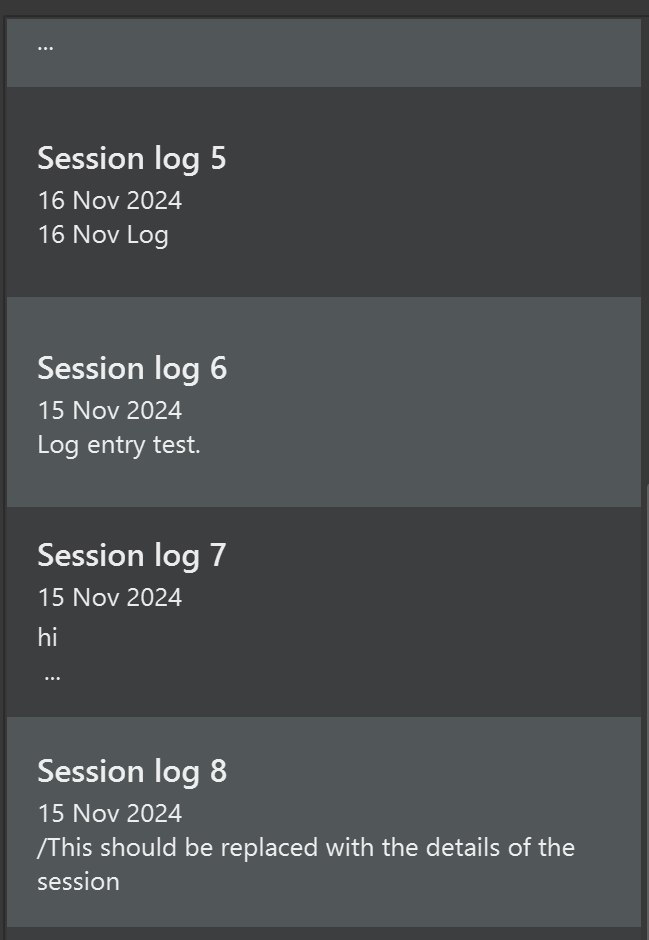 ...
Session log 5
16 Nov 2024
16 Nov Log
Session log 6
15 Nov 2024
Log entry test.
Session log 7
15 Nov 2024
hi
...
Session log 8
15 Nov 2024
/This should be replaced with the details of the
session